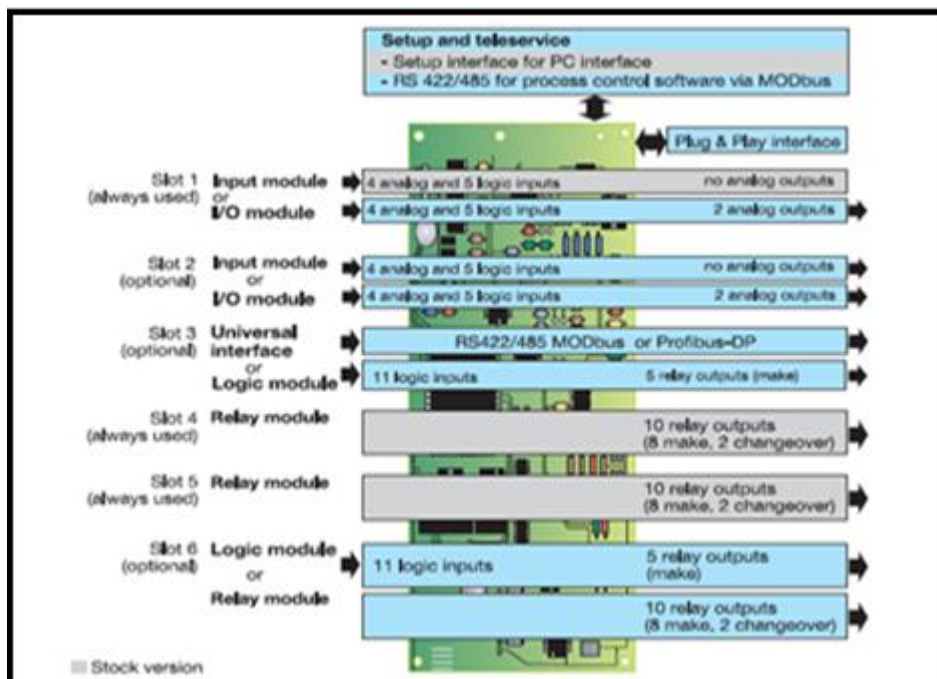 Setup and teleservice
- Setup interface for PC interface
- RS 422/485 for process control software via MODbus
Plug & Play interface
Slot 1
(always used)
Input module
or
I/O module
4 analog and 5 logic inputs no analog outputs
4 analog and 5 logic inputs 2 analog outputs
Slot 2
(optional)
Input module
or
I/O module
4 analog and 5 logic inputs no analog outputs
4 analog and 5 logic inputs 2 analog outputs
Slot 3
(optional)
Universal
interface
or
Logic module
RS422/485 MODbus or Profibus-DP
11 logic inputs 5 relay outputs (make)
Slot 4
(always used)
Relay module
10 relay outputs
(8 make, 2 changeover)
Slot 5
(always used)
Relay module
10 relay outputs
(8 make, 2 changeover)
Slot 6
(optional)
Logic module
or
Relay module
11 logic inputs
5 relay outputs
(make)
10 relay outputs
(8 make, 2 changeover)
Stock version